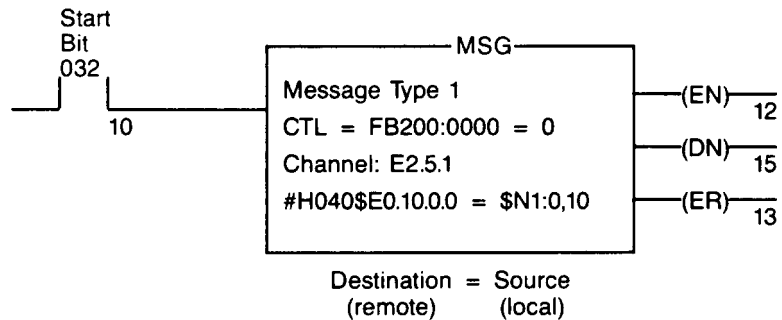 Start
Bit
032
10
MSG
Message Type 1
CTL = FB200:0000 = 0
Channel: E2.5.1
#H040$E0.10.0.0 = $N1:0,10
(EN)
12
(DN)
15
(ER)
13
Destination = Source
(remote) (local)